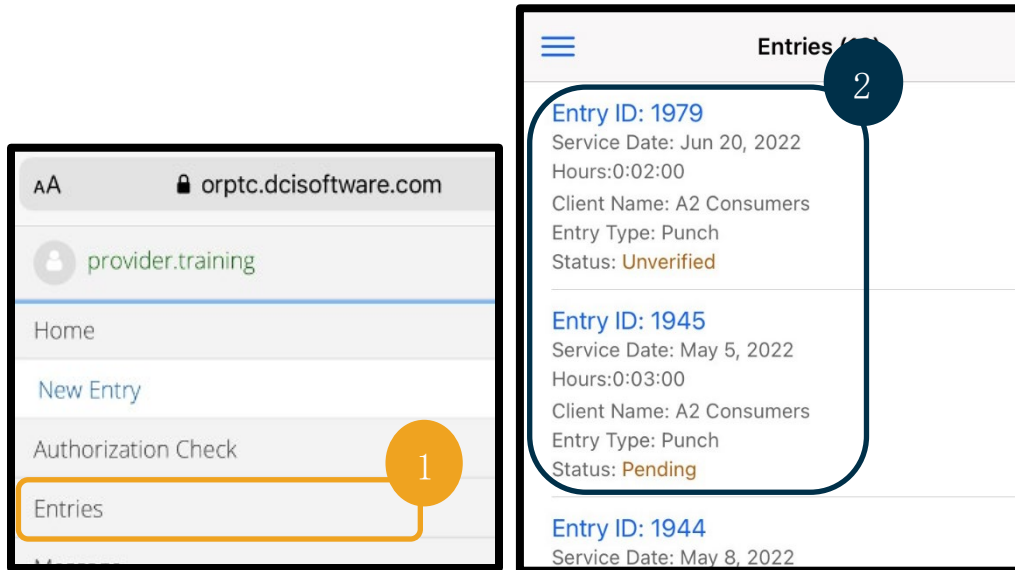 AA
orptc.dcisoftware.com
provider.training
Home
New Entry
Authorization Check
Entries
1
Entries
2
Entry ID: 1979
Service Date: Jun 20, 2022
Hours:0:02:00
Client Name: A2 Consumers
Entry Type: Punch
Status: Unverified
Entry ID: 1945
Service Date: May 5, 2022
Hours:0:03:00
Client Name: A2 Consumers
Entry Type: Punch
Status: Pending
Entry ID: 1944
Service Date: May 8, 2022